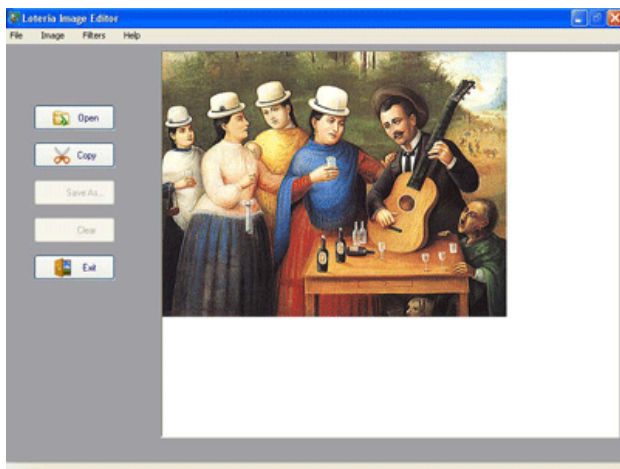 Loteria Image Editor
File Image Filters Help
Open
Copy
Save As...
Clear
Exit